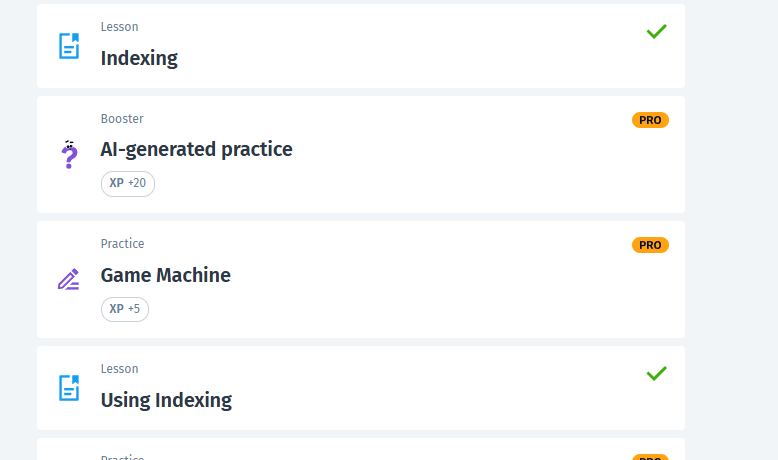 Lesson
Indexing
Booster
PRO
AI-generated practice
XP +20
Practice
PRO
Game Machine
XP +5
Lesson
Using Indexing
Practice
PRO